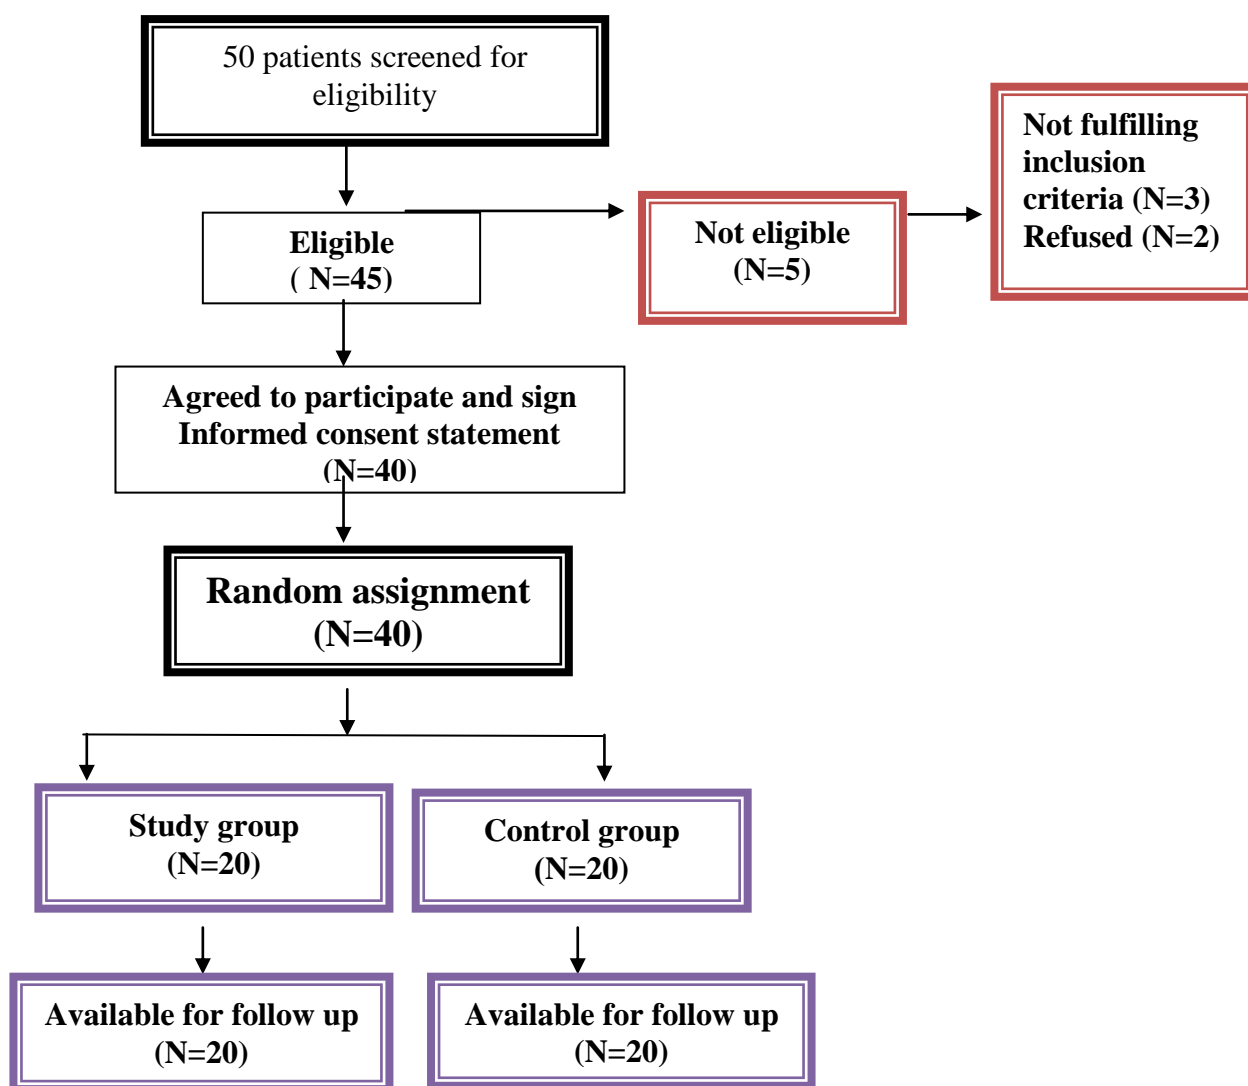 50 patients screened for
eligibility
Not fulfilling
inclusion
criteria (N=3)
Refused (N=2)
Eligible
( N=45)
Not eligible
(N=5)
Agreed to participate and sign
Informed consent statement
(N=40)
Random assignment
(N=40)
Study group
(N=20)
Control group
(N=20)
Available for follow up
(N=20)
Available for follow up
(N=20)